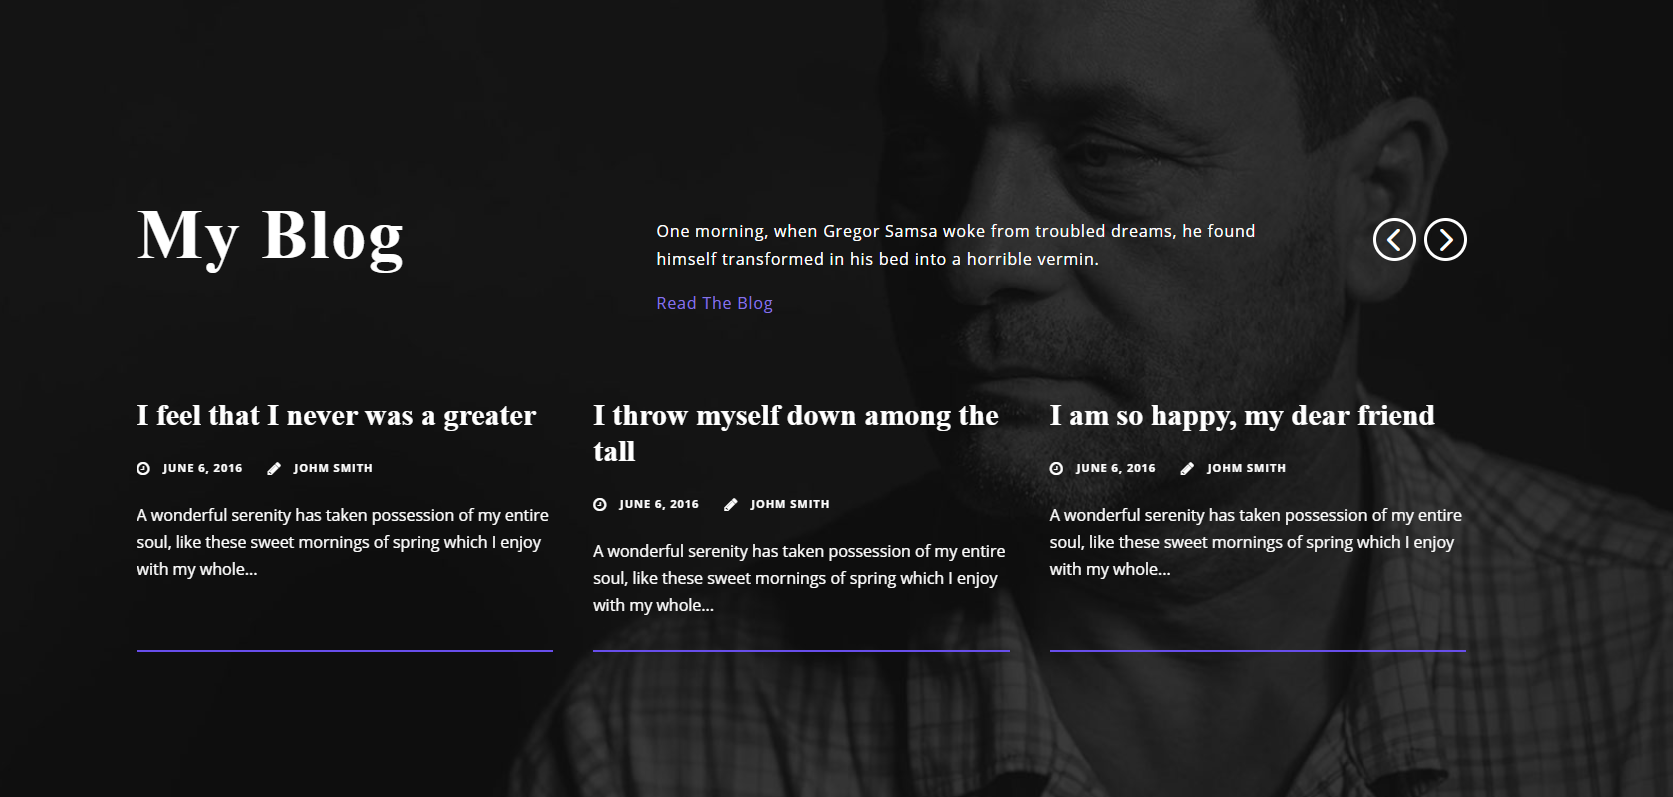 My Blog
One morning, when Gregor Samsa woke from troubled dreams, he found
himself transformed in his bed into a horrible vermin.
Read The Blog
I feel that I never was a greater
JUNE 6, 2016 JOHM SMITH
A wonderful serenity has taken possession of my entire
soul, like these sweet mornings of spring which I enjoy
with my whole...
I throw myself down among the
tall
JUNE 6, 2016 JOHM SMITH
A wonderful serenity has taken possession of my entire
soul, like these sweet mornings of spring which I enjoy
with my whole...
I am so happy, my dear friend
JUNE 6, 2016 JOHM SMITH
A wonderful serenity has taken possession of my entire
soul, like these sweet mornings of spring which I enjoy
with my whole...